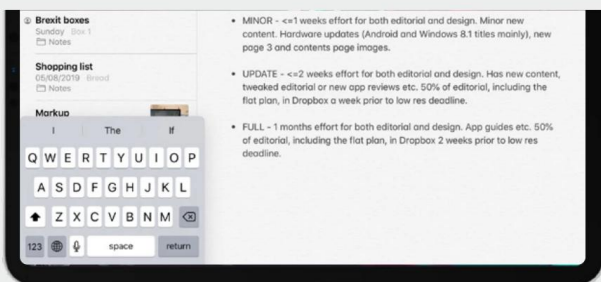 Brexit boxes
Sunday Box 1
Notes
Shopping list
05/08/2019 Bread
Notes
Markup
• MINOR - <=1 weeks effort for both editorial and design. Minor new
content. Hardware updates (Android and Windows 8.1 titles mainly), new
page 3 and contents page images.
• UPDATE - <=2 weeks effort for both editorial and design. Has new content,
tweaked editorial or new app reviews etc. 50% of editorial, including the
flat plan, in Dropbox a week prior to low res deadline.
• FULL - 1 months effort for both editorial and design. App guides etc. 50%
of editorial, including the flat plan, in Dropbox 2 weeks prior to low res
deadline.
I The If
Q W E R T Y U I O P
A S D F G H J K L
Z X C V B N M
123 space return